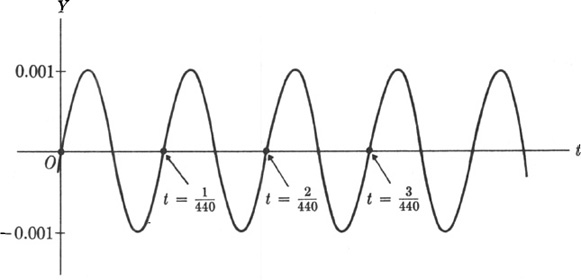 Y
0.001
O
t
t = 1/440
t = 2/440
t = 3/440
−0.001